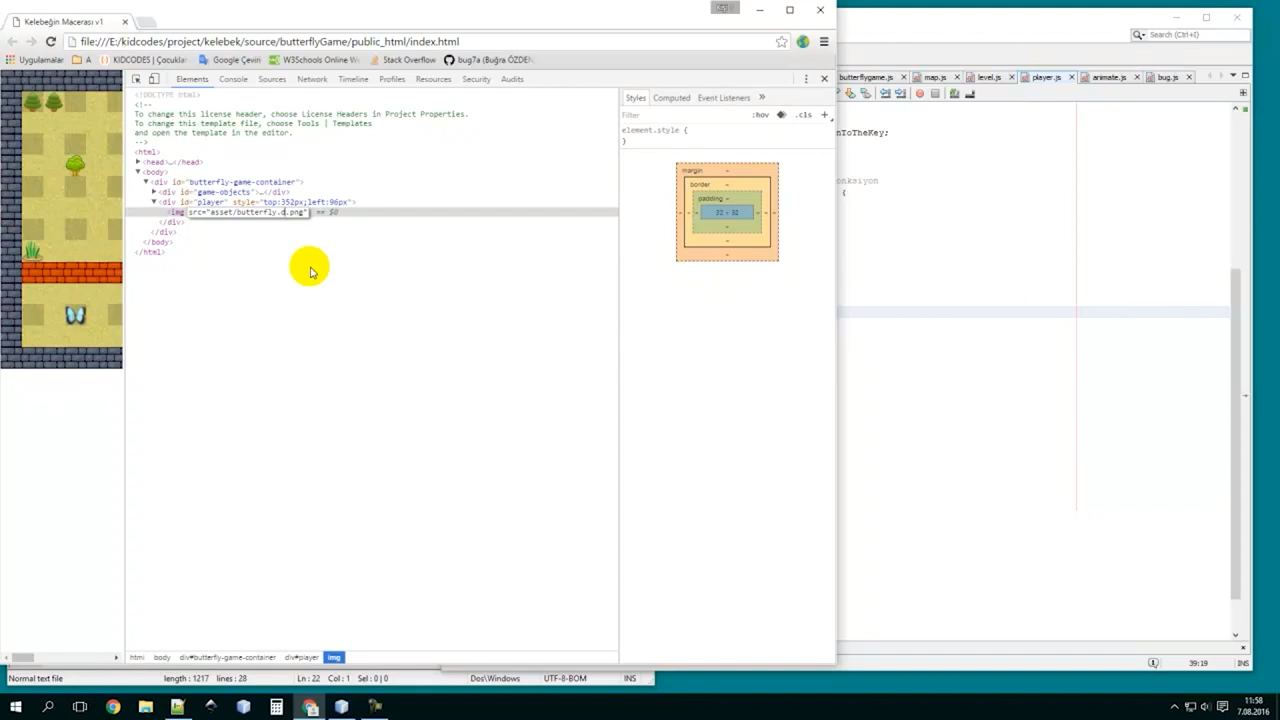 Kelebeğin Macerası v1
Search (Ctrl+I)
file:///E:/kidcodes/project/kelebek/source/butterflyGame/public_html/index.html
Uygulamalar A KIDCODES | Çocukla Google Çeviri W3Schools Online We Stack Overflow bug7a (Buğra ÖZDE
Elements Console Sources Network Timeline Profiles Resources Security Audits
butterflygame.js map.js level.js player.js animate.js bug.js
Styles Computed Event Listeners »
Filter :hov .cls +
element.style {
}
<!DOCTYPE html>
<!--
To change this license header, choose License Headers in Project Properties.
To change this template file, choose Tools | Templates
and open the template in the editor.
-->
<html>
<head>…</head>
<body>
<div id="butterfly-game-container">
<div id="game-objects">…</div>
<div id="player" style="top:352px;left:96px">
<img src="asset/butterfly.d.png" == $0
</div>
</div>
</body>
</html>
margin -
border -
padding -
32 × 32
nToTheKey;
nksiyon
{
html body div#butterfly-game-container div#player img
Normal text file length : 1217 lines : 28 Ln : 22 Col : 1 Sel : 0 | 0 Dos\Windows UTF-8-BOM INS
39:19 INS
11:58
7.08.2016